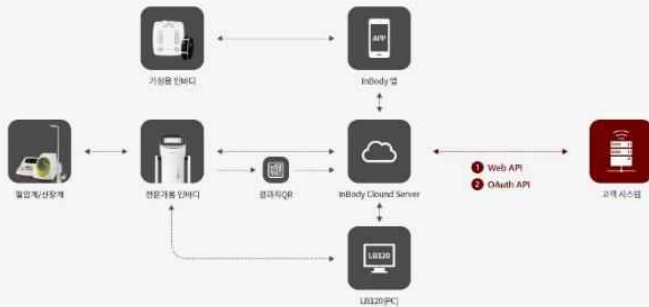 APP
가정용 인바디
InBody 앱
1 Web API
2 OAuth API
혈압계/신장계
전문가용 인바디
결과지QR
InBody Clound Server
고객 시스템
LB120
LB120(PC)